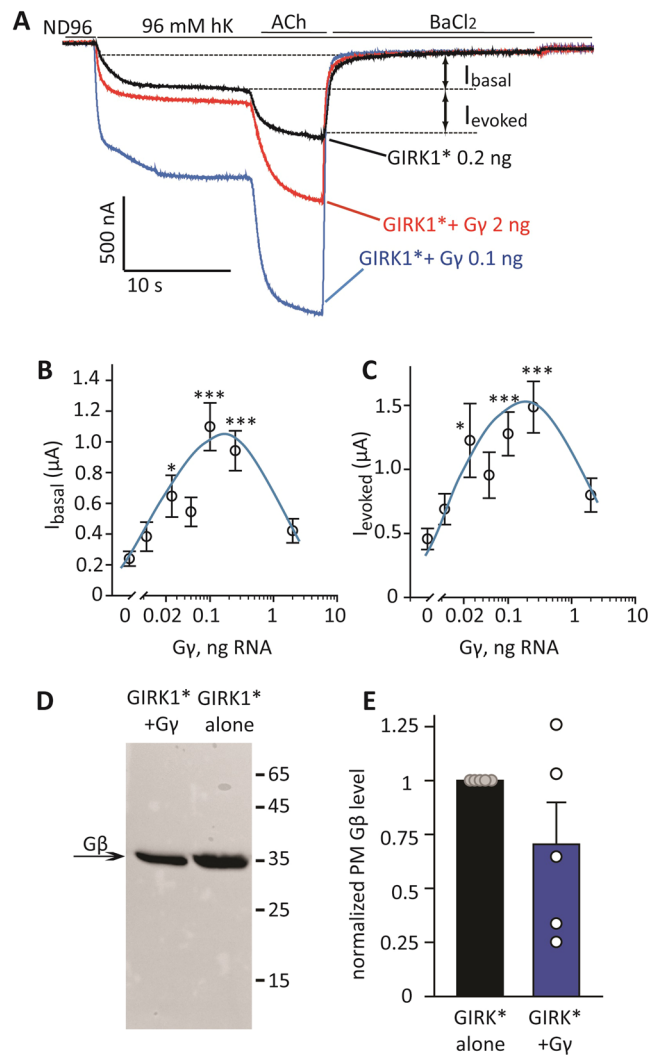 A
ND96
96 mM hK
ACh
BaCl2
Ibasal
Ievoked
GIRK1* 0.2 ng
GIRK1*+ Gγ 2 ng
GIRK1*+ Gγ 0.1 ng
500 nA
10 s
B
Ibasal (μA)
1.4
1.2
1.0
0.8
0.6
0.4
0.2
0
*
***
***
0
0.02
0.1
1
10
Gγ, ng RNA
C
Ievoked (μA)
1.5
1.0
0.5
0
*
***
***
0
0.02
0.1
1
10
Gγ, ng RNA
D
GIRK1* GIRK1*
+Gγ alone
Gβ
65
45
35
25
15
E
normalized PM Gβ level
1.25
1
0.75
0.5
0.25
0
GIRK* GIRK*
alone +Gγ